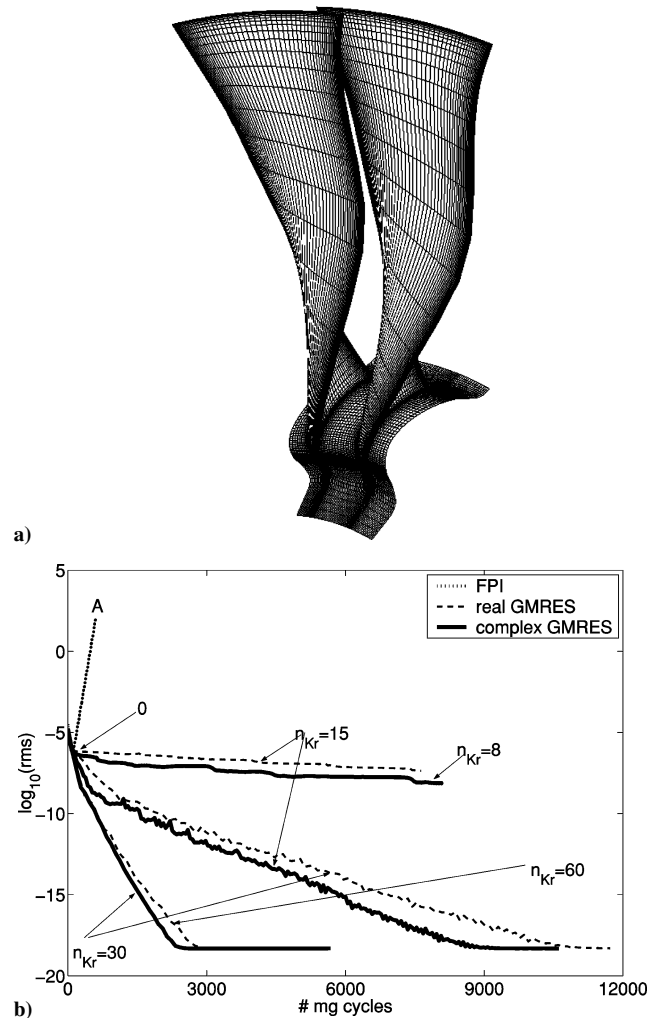 a)
b)
5
0
−5
−10
−15
−20
log10(rms)
0
3000
6000
9000
12000
# mg cycles
A
0
FPI
real GMRES
complex GMRES
nKr=15
nKr=8
nKr=60
nKr=30